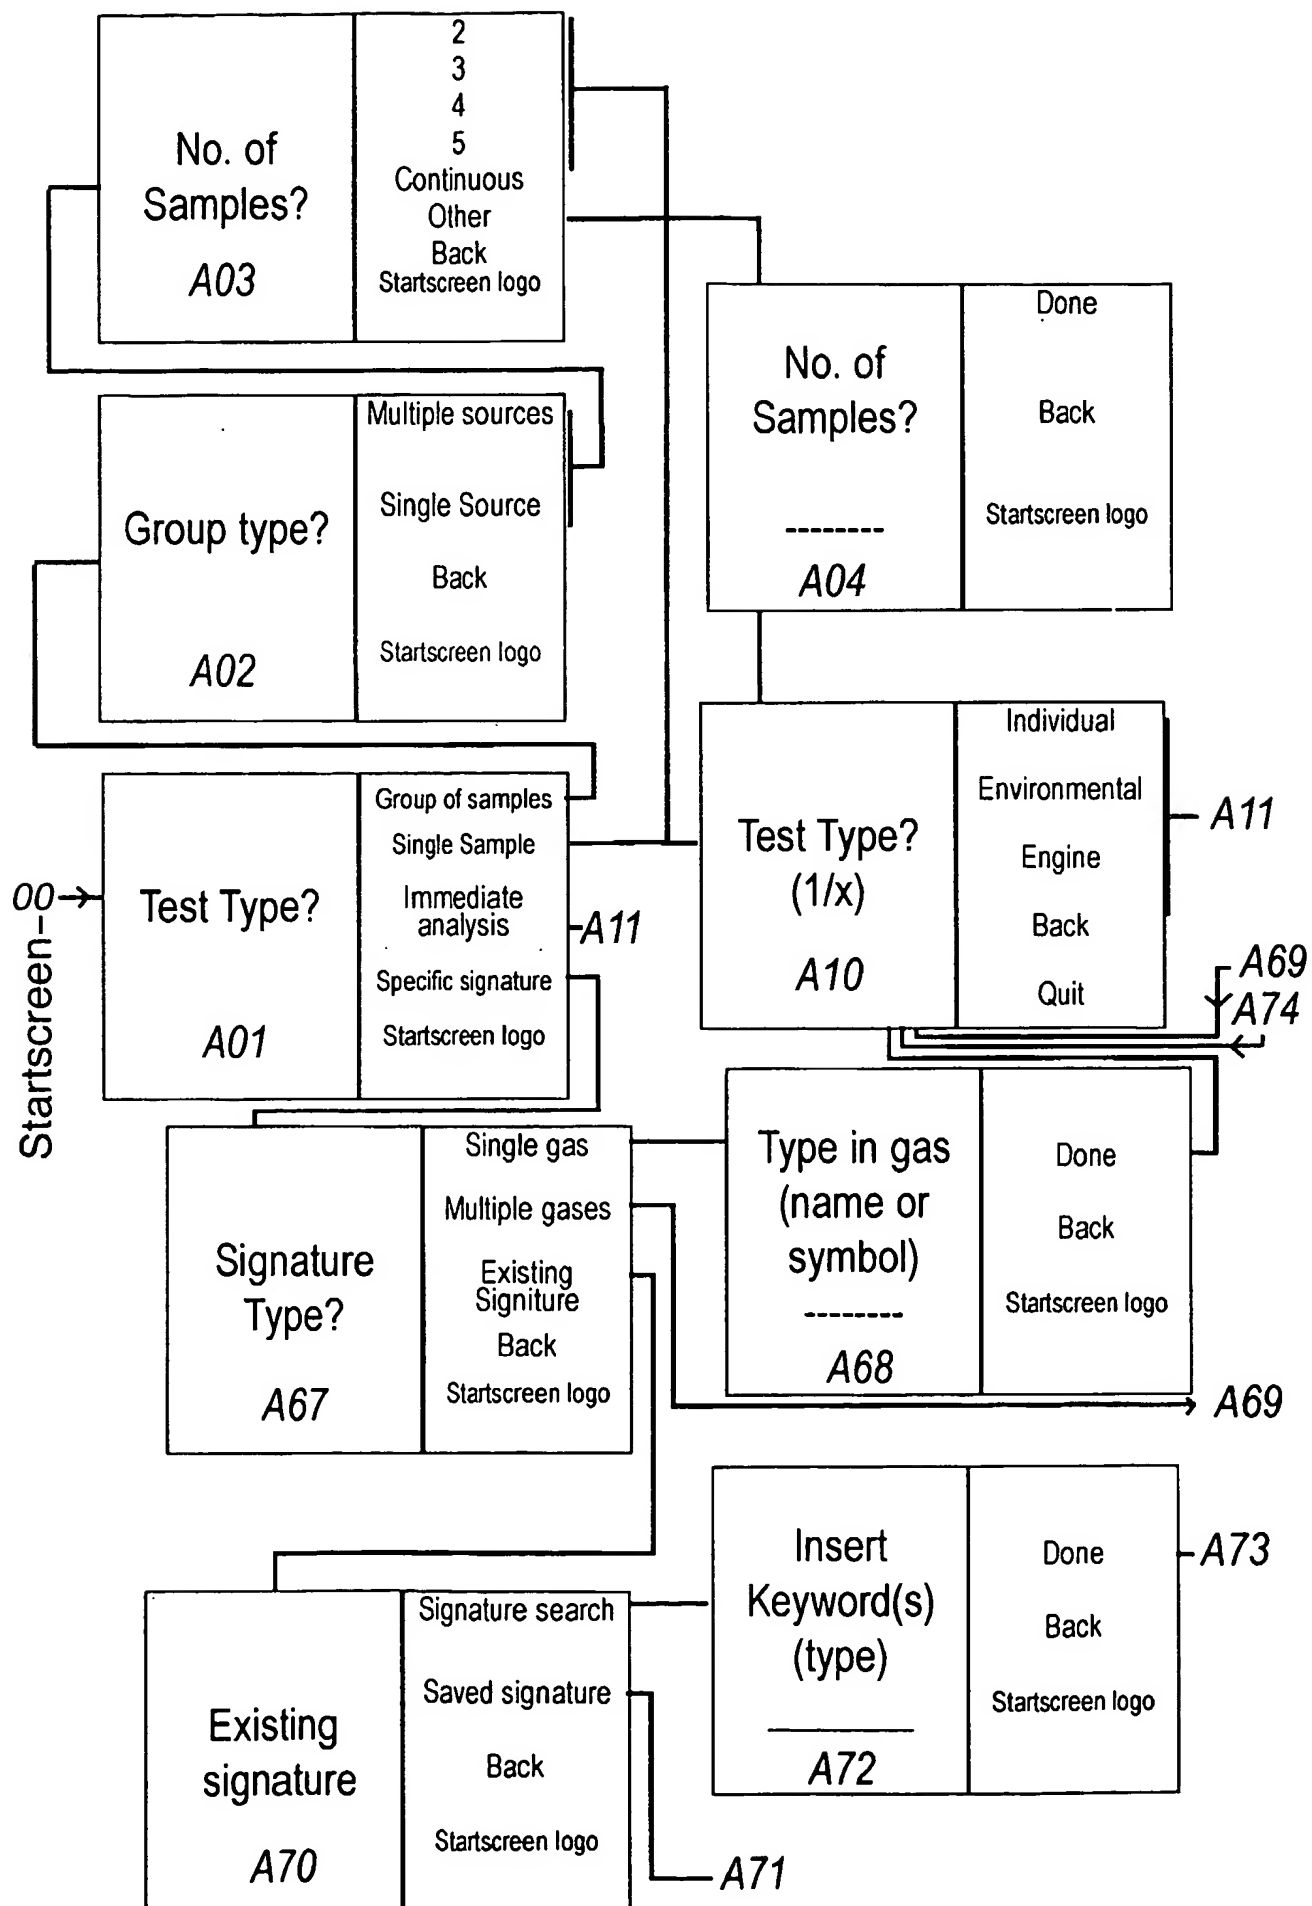 No. of
Samples?
A03
2
3
4
5
Continuous
Other
Back
Startscreen logo
No. of
Samples?
--------
A04
Done
Back
Startscreen logo
Group type?
A02
Multiple sources
Single Source
Back
Startscreen logo
Test Type?
(1/x)
A10
Individual
Environmental
Engine
Back
Quit
A11
A69
A74
Startscreen-00
Test Type?
A01
Group of samples
Single Sample
Immediate
analysis
Specific signature
Startscreen logo
A11
Signature
Type?
A67
Single gas
Multiple gases
Existing
Signiture
Back
Startscreen logo
Type in gas
(name or
symbol)
--------
A68
Done
Back
Startscreen logo
A69
Existing
signature
A70
Signature search
Saved signature
Back
Startscreen logo
A71
Insert
Keyword(s)
(type)
A72
Done
Back
Startscreen logo
A73